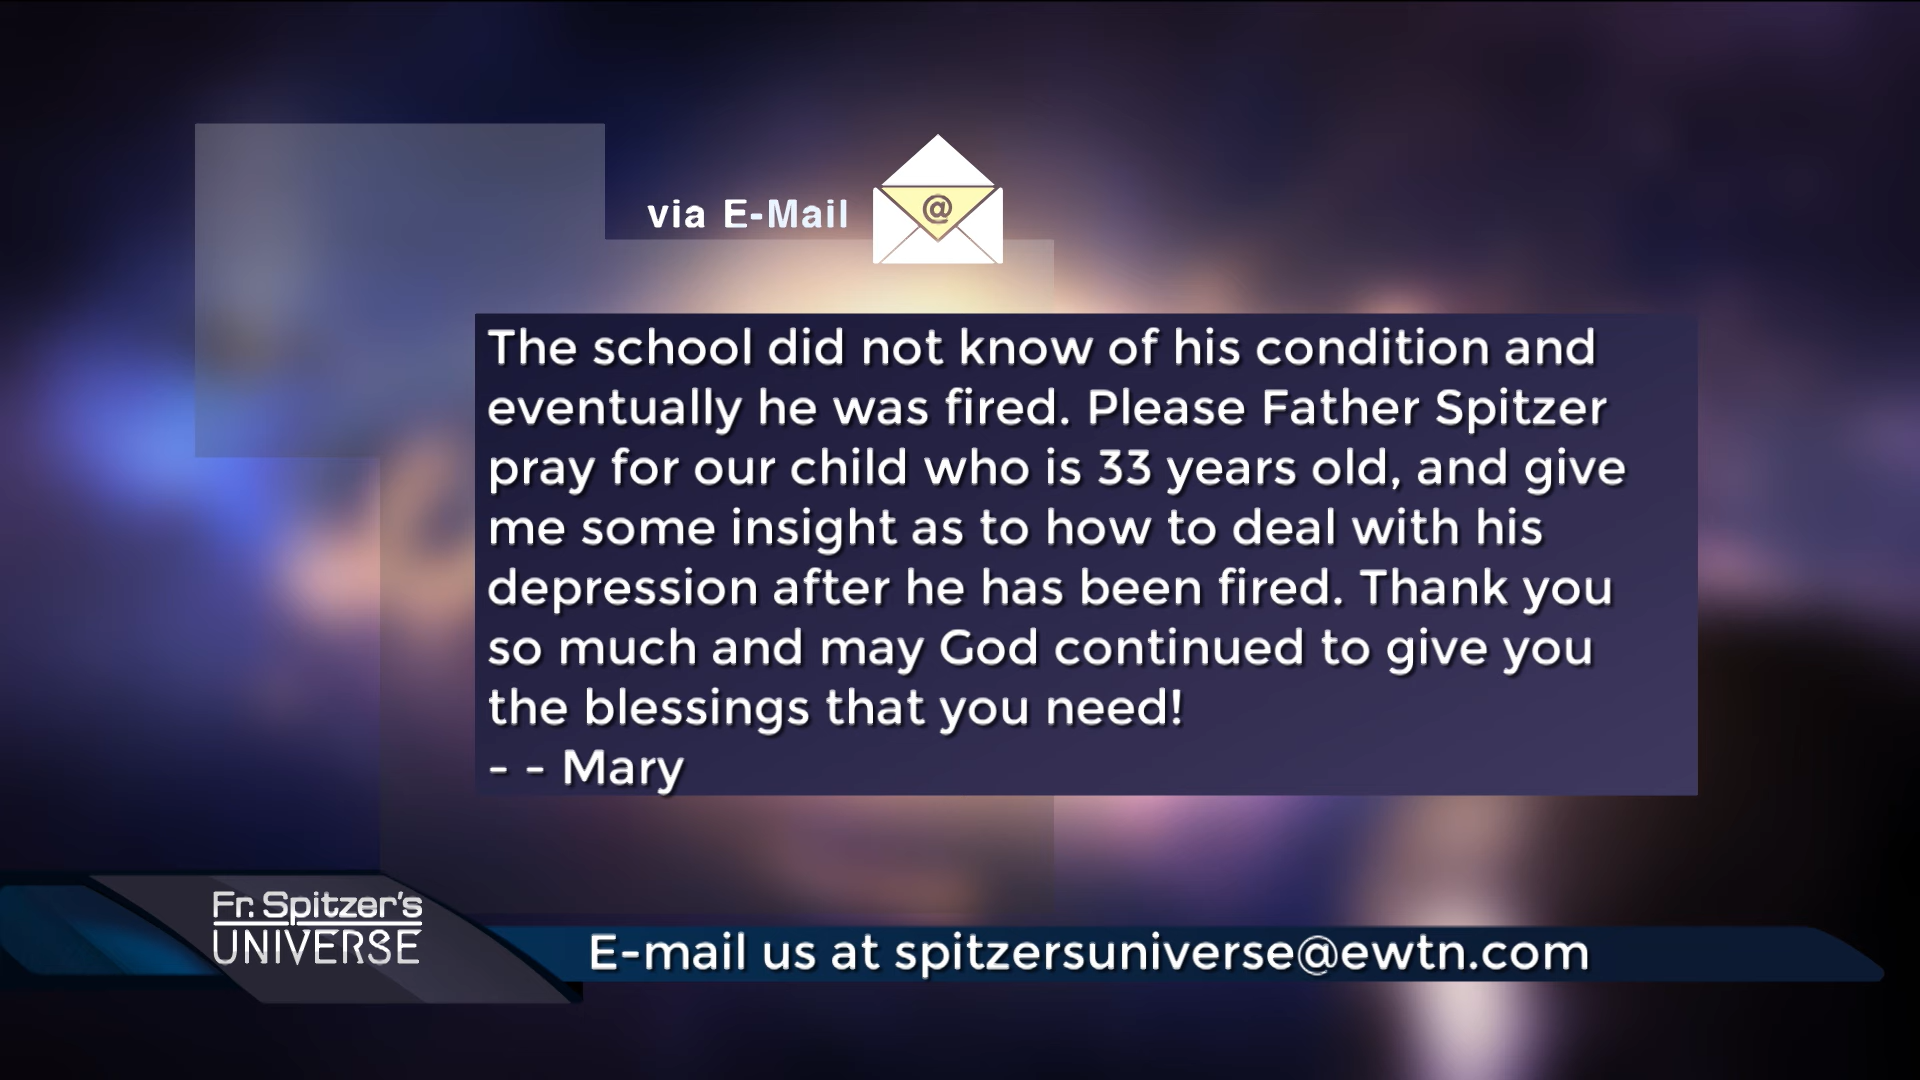 via E-Mail
@
The school did not know of his condition and
eventually he was fired. Please Father Spitzer
pray for our child who is 33 years old, and give
me some insight as to how to deal with his
depression after he has been fired. Thank you
so much and may God continued to give you
the blessings that you need!
- - Mary
Fr. Spitzer's
UNIVERSE
E-mail us at spitzersuniverse@ewtn.com